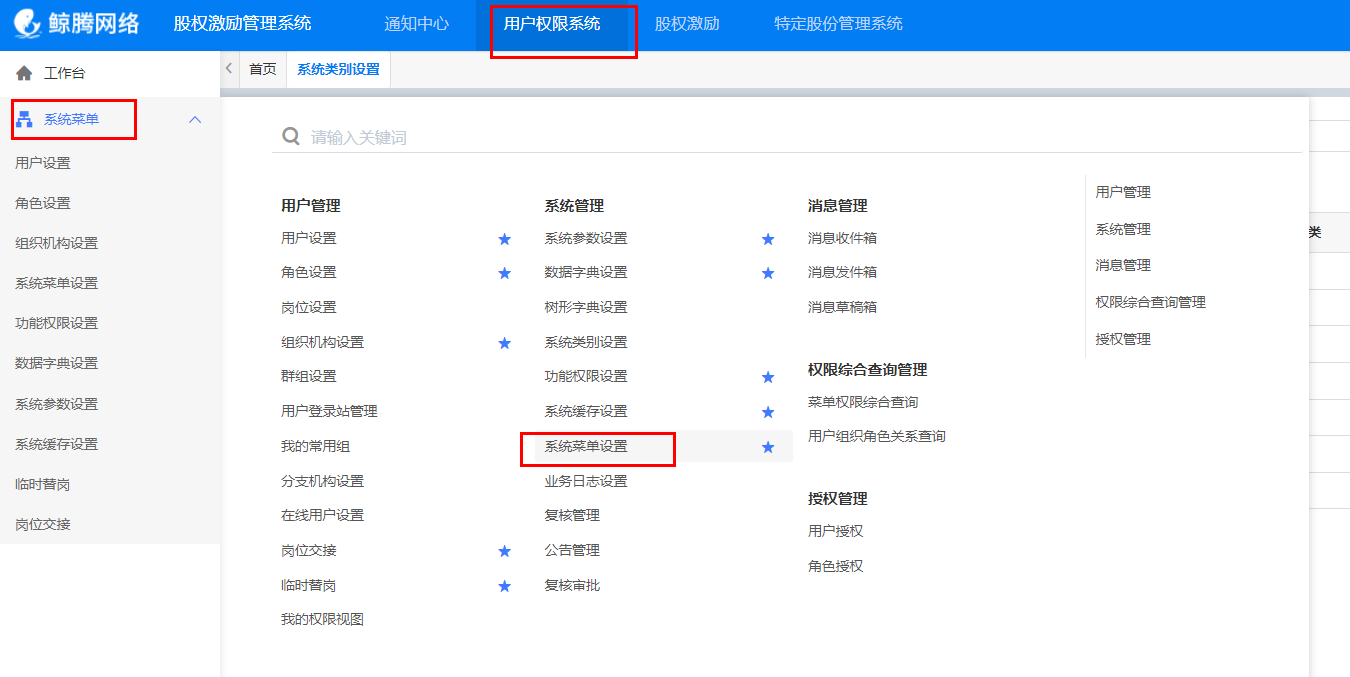 鲸腾网络
股权激励管理系统
通知中心
用户权限系统
股权激励
特定股份管理系统
工作台
首页
系统类别设置
系统菜单
用户设置
角色设置
组织机构设置
系统菜单设置
功能权限设置
数据字典设置
系统参数设置
系统缓存设置
临时替岗
岗位交接
请输入关键词
用户管理
用户设置
角色设置
岗位设置
组织机构设置
群组设置
用户登录站管理
我的常用组
分支机构设置
在线用户设置
岗位交接
临时替岗
我的权限视图
系统管理
系统参数设置
数据字典设置
树形字典设置
系统类别设置
功能权限设置
系统缓存设置
系统菜单设置
业务日志设置
复核管理
公告管理
复核审批
消息管理
消息收件箱
消息发件箱
消息草稿箱
权限综合查询管理
菜单权限综合查询
用户组织角色关系查询
授权管理
用户授权
角色授权
用户管理
系统管理
消息管理
权限综合查询管理
授权管理
类